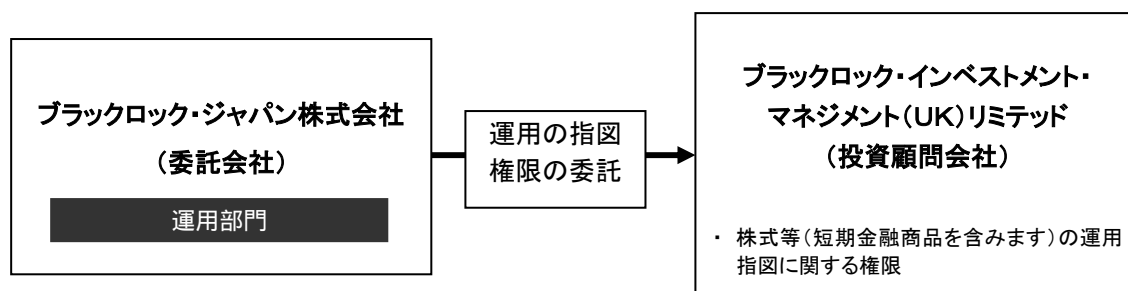 ブラックロック・ジャパン株式会社
（委託会社）
運用部門
運用の指図
権限の委託
ブラックロック・インベストメント・
マネジメント（ＵＫ）リミテッド
（投資顧問会社）
・ 株式等（短期金融商品を含みます）の運用
指図に関する権限